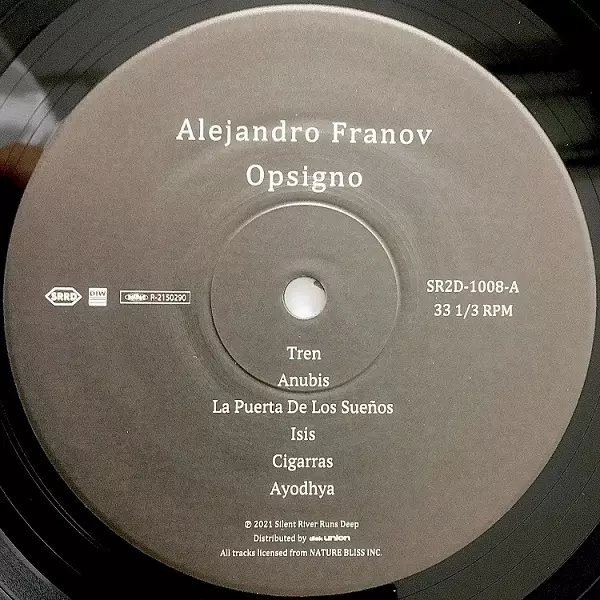 Alejandro Franov
Opsigno
SRRD
DIW
R-2150290
SR2D-1008-A
33 1/3 RPM
Tren
Anubis
La Puerta De Los Sueños
Isis
Cigarras
Ayodhya
℗ 2021 Silent River Runs Deep
Distributed by disk union
All tracks licensed from NATURE BLISS INC.